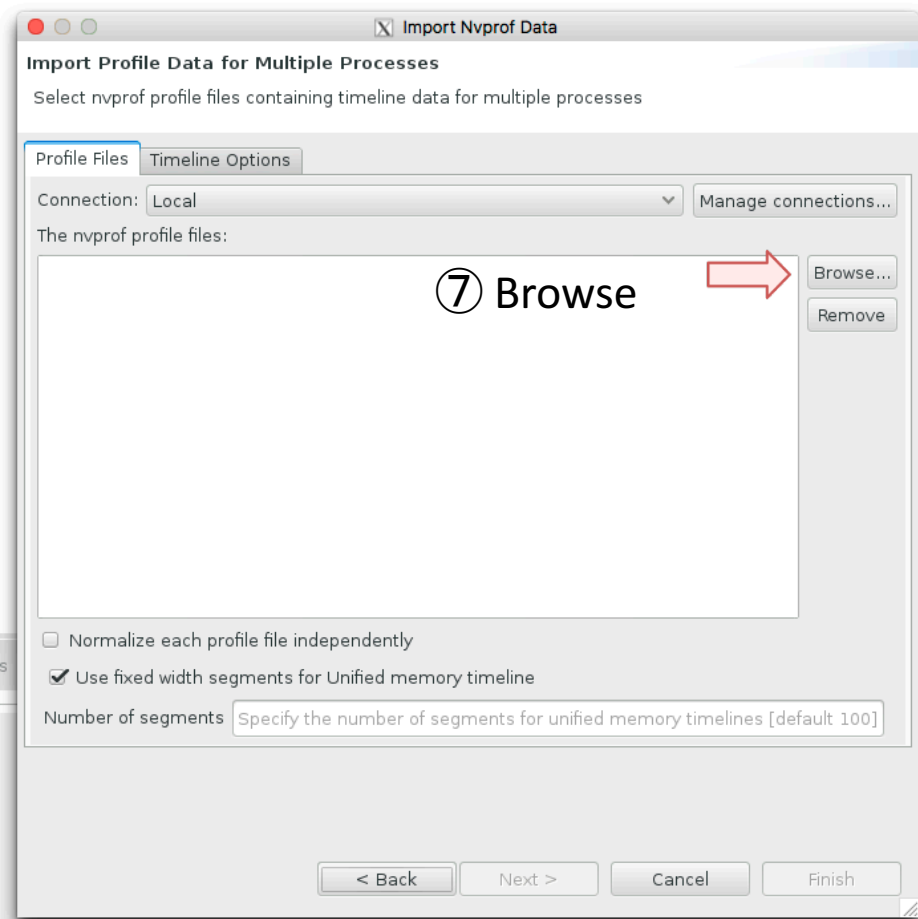 X Import Nvprof Data
Import Profile Data for Multiple Processes
Select nvprof profile files containing timeline data for multiple processes
Profile Files Timeline Options
Connection: Local Manage connections...
The nvprof profile files:
⑦ Browse Browse...
Remove
Normalize each profile file independently
s
Use fixed width segments for Unified memory timeline
Number of segments Specify the number of segments for unified memory timelines [default 100]
< Back Next > Cancel Finish